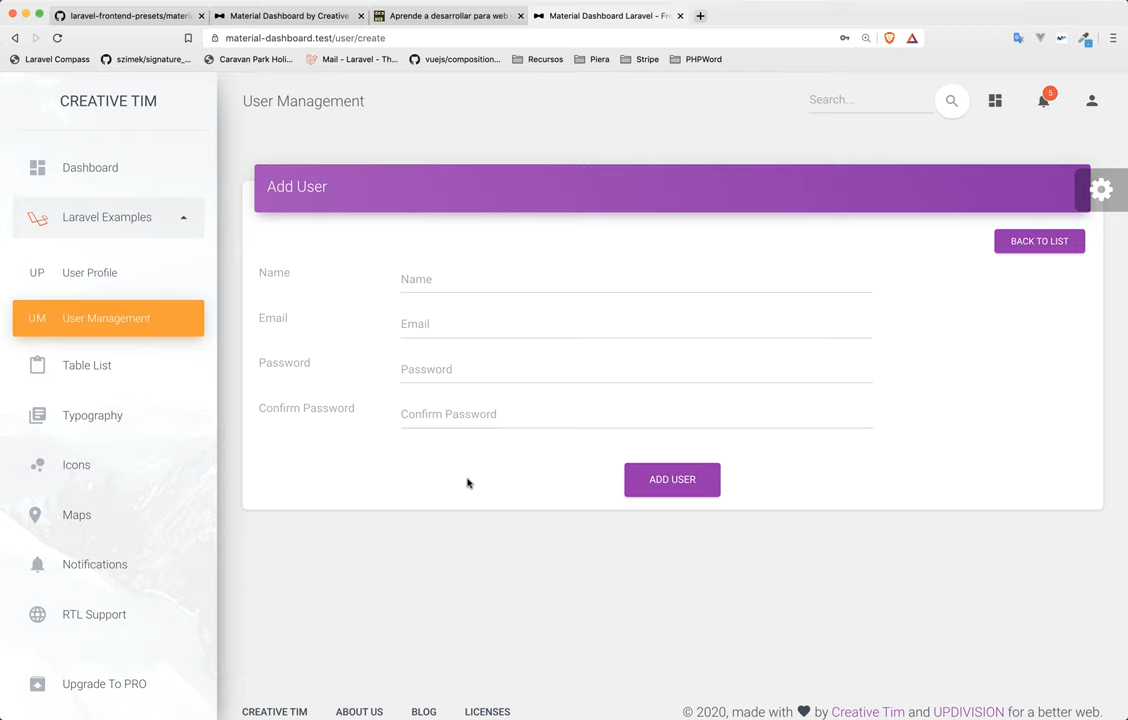 laravel-frontend-presets/mater
Material Dashboard by Creative
Aprende a desarrollar para web
Material Dashboard Laravel - Fr
material-dashboard.test/user/create
Laravel Compass
szimek/signature_...
Caravan Park Holi...
Mail - Laravel - Th...
vuejs/composition...
Recursos
Piera
Stripe
PHPWord
CREATIVE TIM
User Management
Search...
5
Dashboard
Laravel Examples
UP User Profile
UM User Management
Table List
Typography
Icons
Maps
Notifications
RTL Support
Upgrade To PRO
Add User
BACK TO LIST
Name
Name
Email
Email
Password
Password
Confirm Password
Confirm Password
ADD USER
CREATIVE TIM ABOUT US BLOG LICENSES
© 2020, made with by Creative Tim and UPDIVISION for a better web.